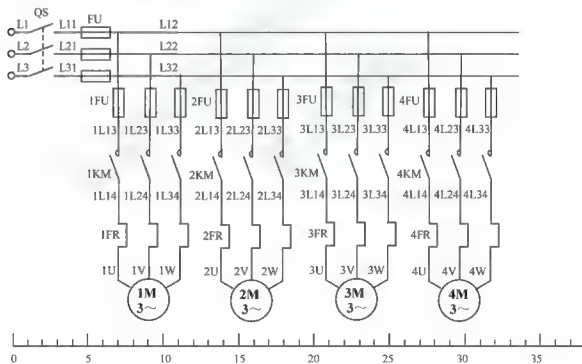 QS
FU
L1 L11 L12
L2 L21 L22
L3 L31 L32
1FU 2FU 3FU 4FU
1L13 1L23 1L33 2L13 2L23 2L33 3L13 3L23 3L33 4L13 4L23 4L33
1KM 2KM 3KM 4KM
1L14 1L24 1L34 2L14 2L24 2L34 3L14 3L24 3L34 4L14 4L24 4L34
1FR 2FR 3FR 4FR
1U 1V 1W 2U 2V 2W 3U 3V 3W 4U 4V 4W
1M 2M 3M 4M
3～ 3～ 3～ 3～
0 5 10 15 20 25 30 35